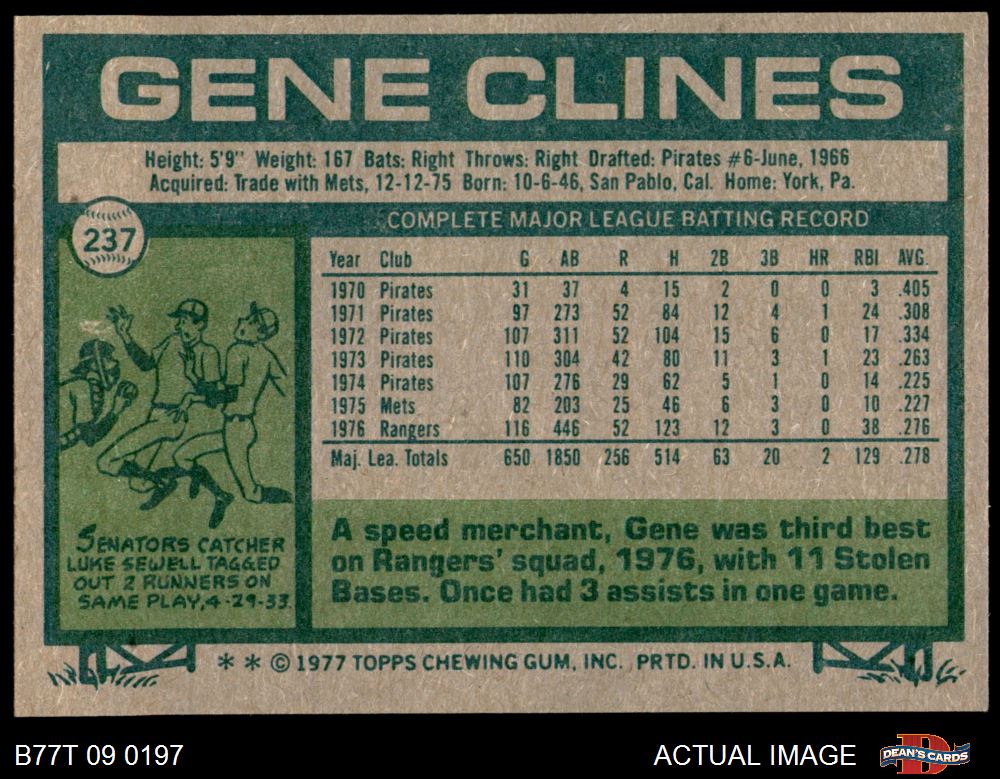 GENE CLINES
Height: 5'9" Weight: 167 Bats: Right Throws: Right Drafted: Pirates #6-June, 1966
Acquired: Trade with Mets, 12-12-75 Born: 10-6-46, San Pablo, Cal. Home: York, Pa.
237
COMPLETE MAJOR LEAGUE BATTING RECORD
Year Club G AB R H 2B 3B HR RBI AVG.
1970 Pirates 31 37 4 15 2 0 0 3 .405
1971 Pirates 97 273 52 84 12 4 1 24 .308
1972 Pirates 107 311 52 104 15 6 0 17 .334
1973 Pirates 110 304 42 80 11 3 1 23 .263
1974 Pirates 107 276 29 62 5 1 0 14 .225
1975 Mets 82 203 25 46 6 3 0 10 .227
1976 Rangers 116 446 52 123 12 3 0 38 .276
Maj. Lea. Totals 650 1850 256 514 63 20 2 129 .278
SENATORS CATCHER
LUKE SEWELL TAGGED
OUT 2 RUNNERS ON
SAME PLAY, 4-29-33.
A speed merchant, Gene was third best
on Rangers' squad, 1976, with 11 Stolen
Bases. Once had 3 assists in one game.
* * © 1977 TOPPS CHEWING GUM, INC. PRTD. IN U.S.A.
B77T 09 0197
ACTUAL IMAGE
D
DEAN'S CARDS